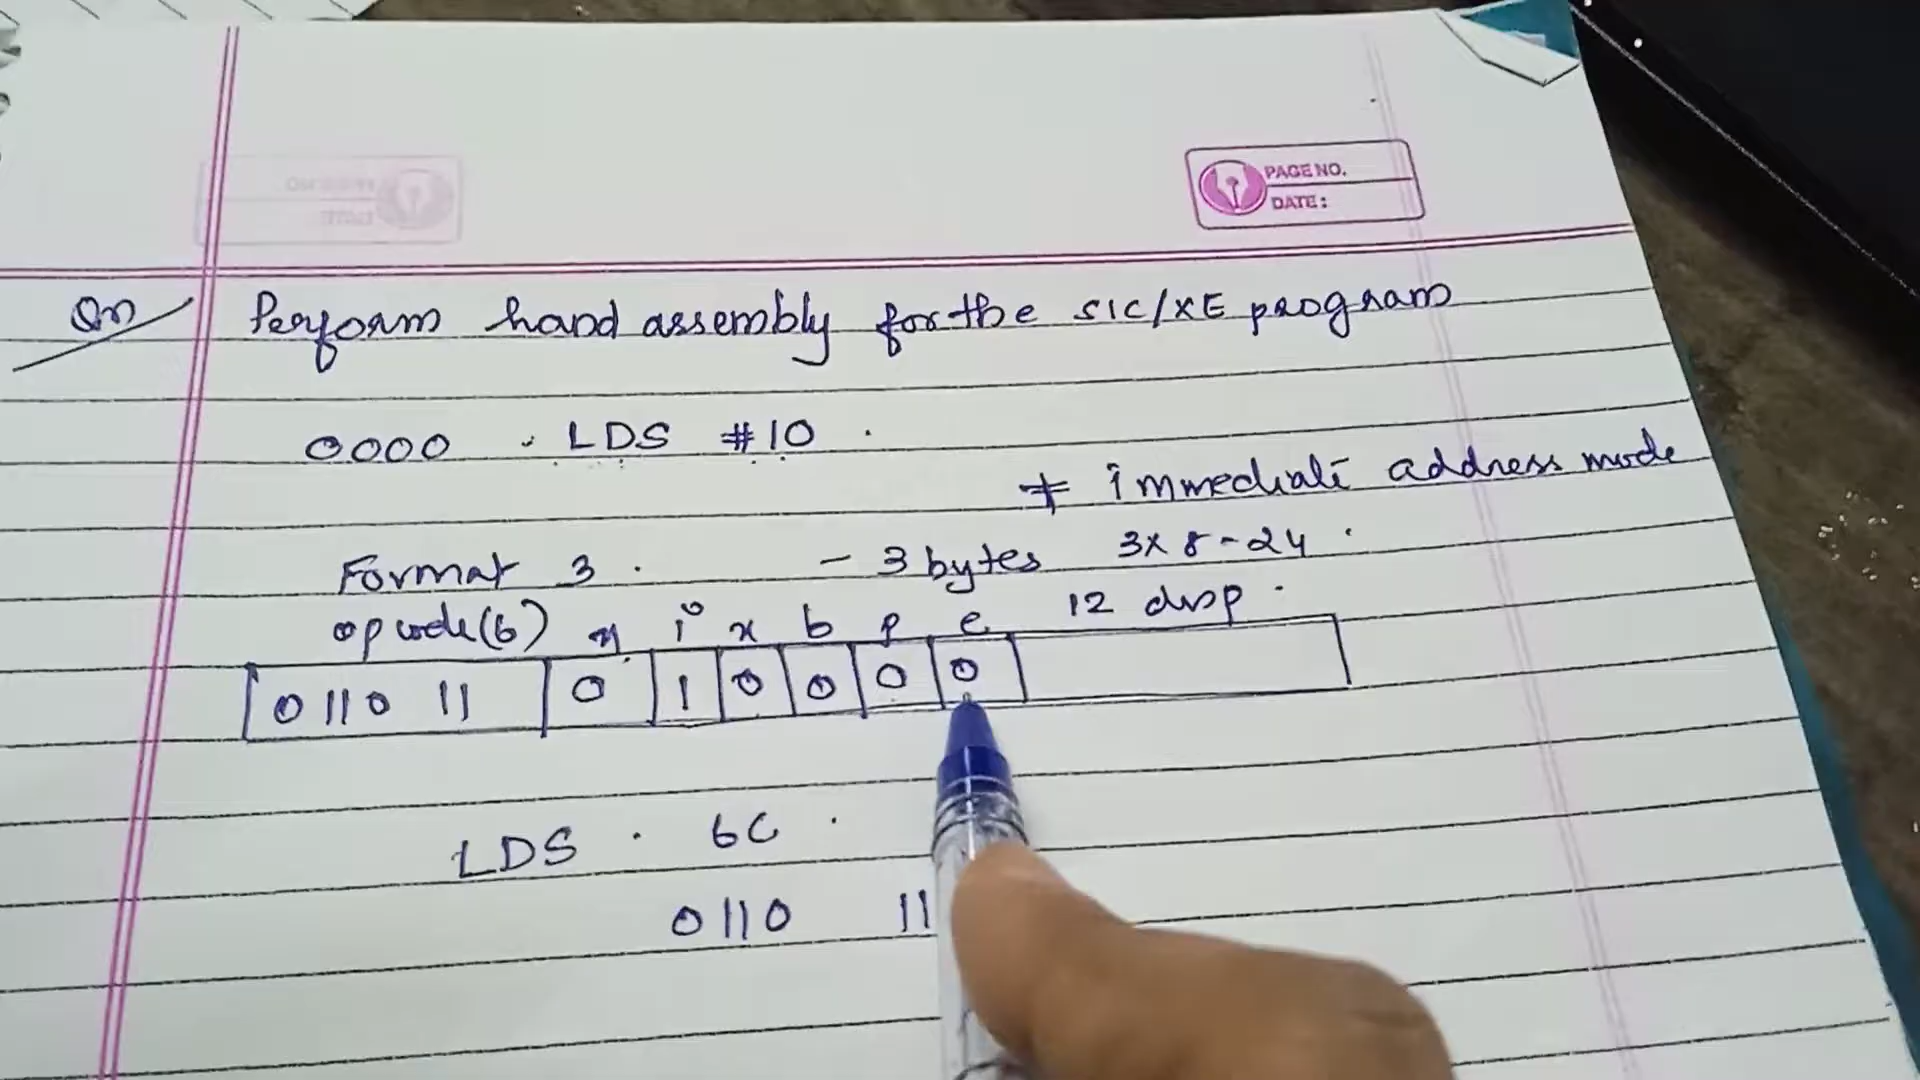 PAGE NO.
DATE:
Qn Perform hand assembly for the SIC/XE program
0000 . LDS #10 .
+ immediate address mode
Format 3 . - 3 bytes 3x8-24 .
opcode(6) n i x b p e 12 disp .
0110 11 0 1 0 0 0 0
LDS . 6C .
0110 11